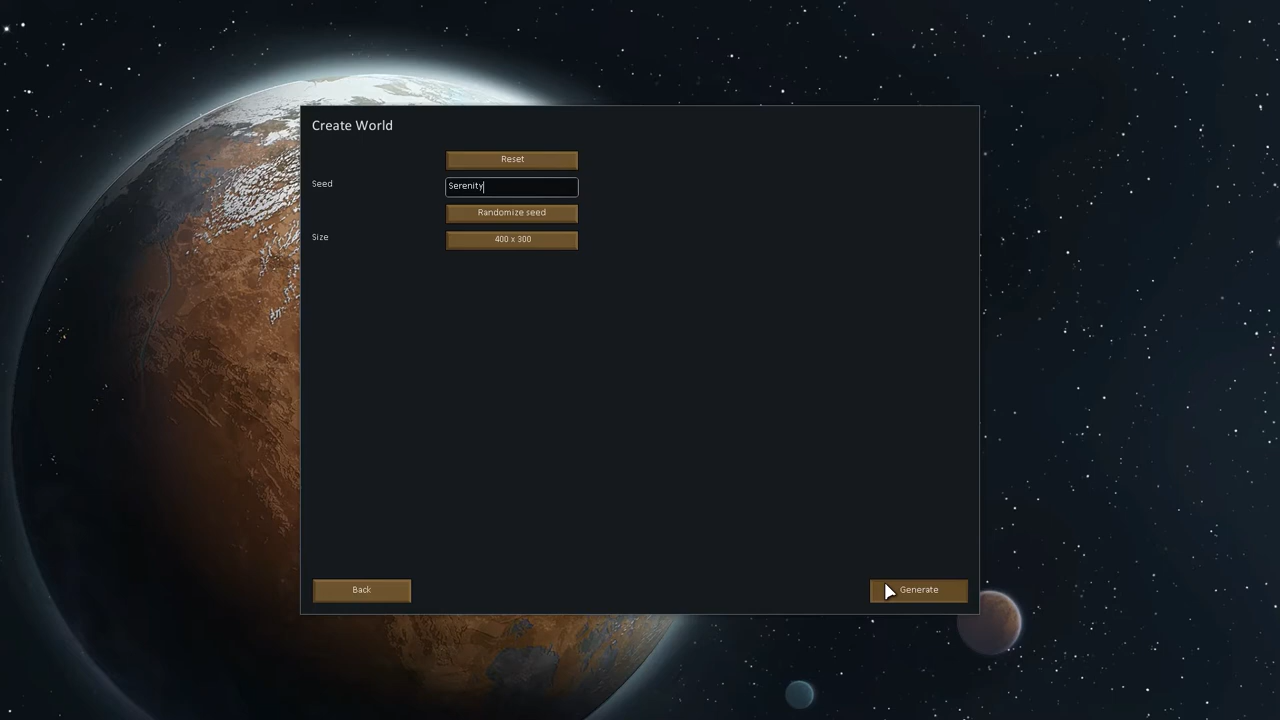 Create World
Reset
Seed
Serenity
Randomize seed
Size
400 x 300
Back
Generate